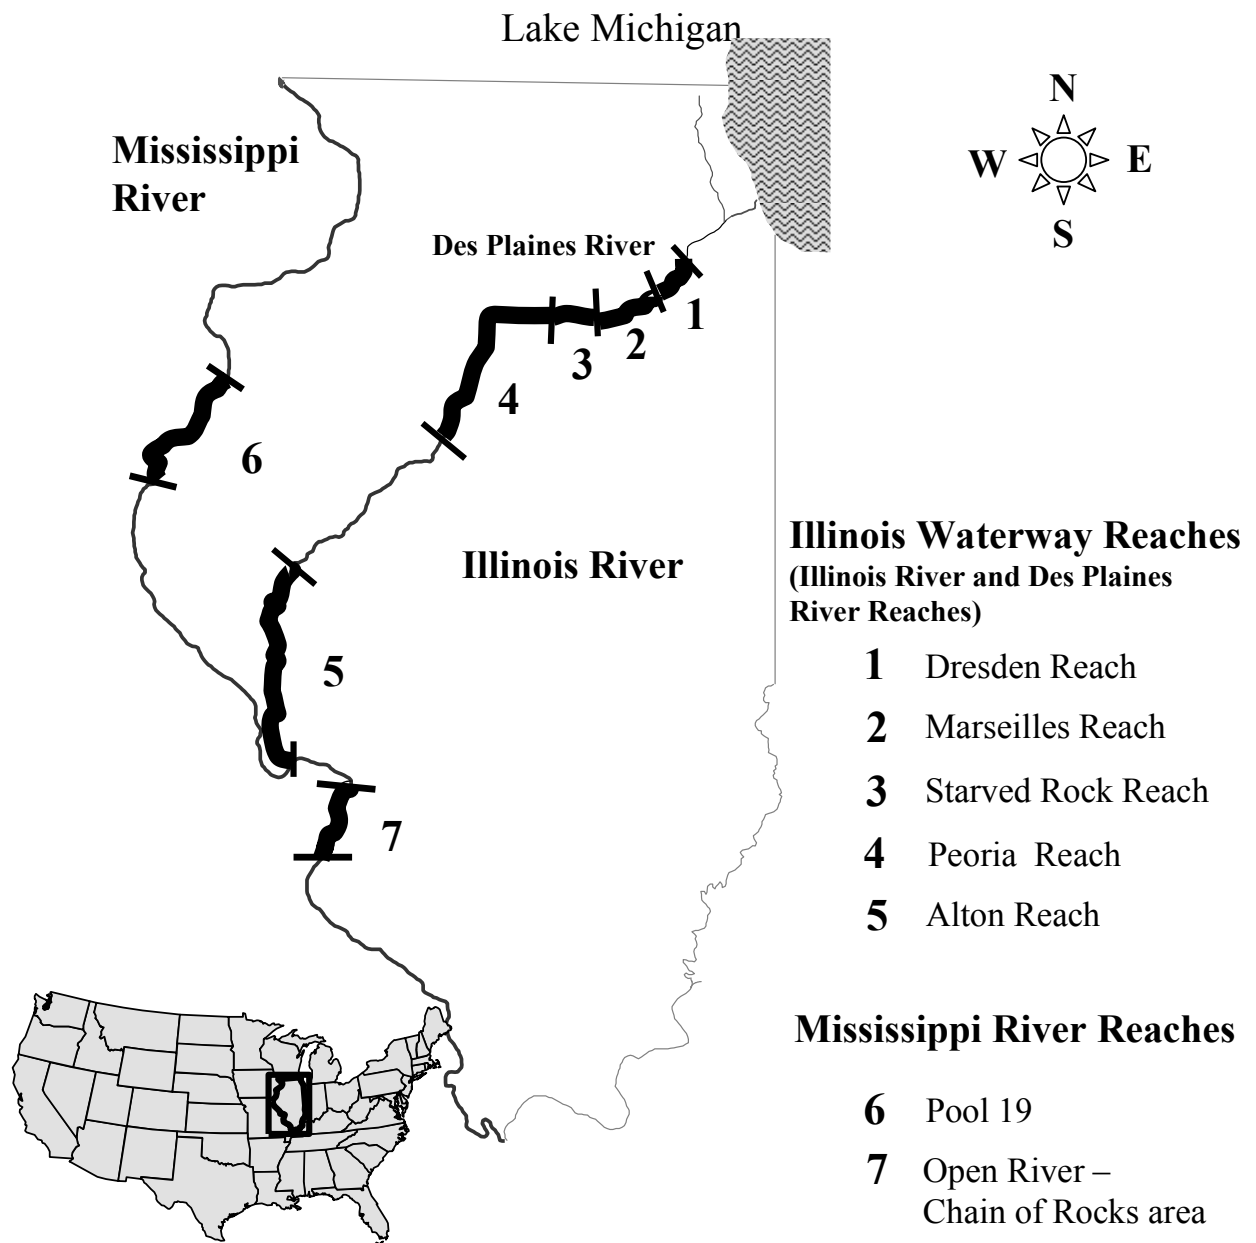 Lake Michigan
N
W
E
S
Mississippi
River
Des Plaines River
1
2
3
4
6
Illinois River
5
7
Illinois Waterway Reaches
(Illinois River and Des Plaines
River Reaches)
1 Dresden Reach
2 Marseilles Reach
3 Starved Rock Reach
4 Peoria Reach
5 Alton Reach
Mississippi River Reaches
6 Pool 19
7 Open River –
Chain of Rocks area